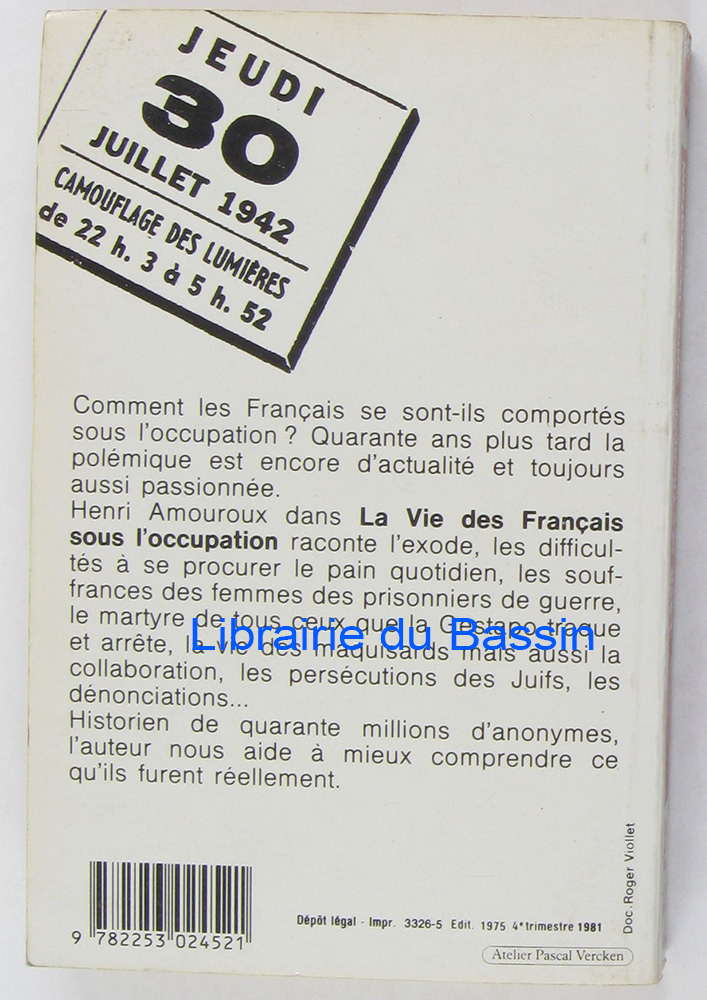 JEUDI
30
JUILLET 1942
CAMOUFLAGE DES LUMIÈRES
de 22 h. 3 à 5 h. 52
Comment les Français se sont-ils comportés
sous l'occupation ? Quarante ans plus tard la
polémique est encore d'actualité et toujours
aussi passionnée.
Henri Amouroux dans La Vie des Français
sous l'occupation raconte l'exode, les difficul-
tés à se procurer le pain quotidien, les souf-
frances des femmes des prisonniers de guerre,
le martyre de tous ceux que la Gestapo traque
et arrête, la vie des maquisards mais aussi la
collaboration, les persécutions des Juifs, les
dénonciations...
Historien de quarante millions d'anonymes,
l'auteur nous aide à mieux comprendre ce
qu'ils furent réellement.
Librairie du Bassin
Doc. Roger Viollet
9 782253 024521
Dépôt légal - Impr. 3326-5 Edit. 1975 4e trimestre 1981
Atelier Pascal Vercken